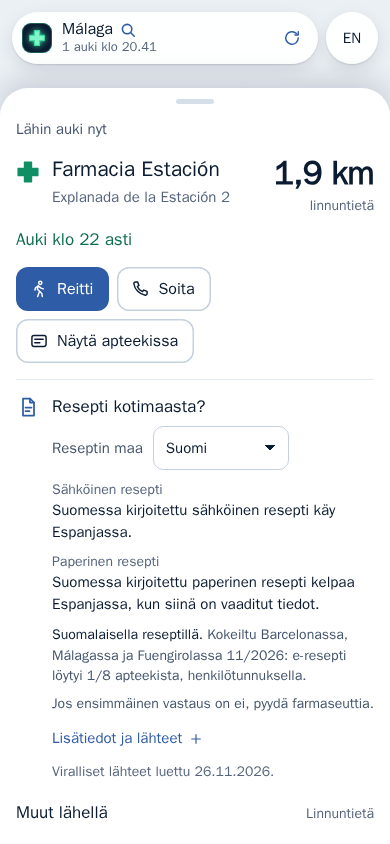 Málaga
1 auki klo 20.41
EN
Lähin auki nyt
Farmacia Estación
1,9 km
Explanada de la Estación 2
linnuntietä
Auki klo 22 asti
Reitti
Soita
Näytä apteekissa
Resepti kotimaasta?
Reseptin maa
Suomi
Sähköinen resepti
Suomessa kirjoitettu sähköinen resepti käy
Espanjassa.
Paperinen resepti
Suomessa kirjoitettu paperinen resepti kelpaa
Espanjassa, kun siinä on vaaditut tiedot.
Suomalaisella reseptillä. Kokeiltu Barcelonassa,
Málagassa ja Fuengirolassa 11/2026: e-resepti
löytyi 1/8 apteekista, henkilötunnuksella.
Jos ensimmäinen vastaus on ei, pyydä farmaseuttia.
Lisätiedot ja lähteet +
Viralliset lähteet luettu 26.11.2026.
Muut lähellä
Linnuntietä